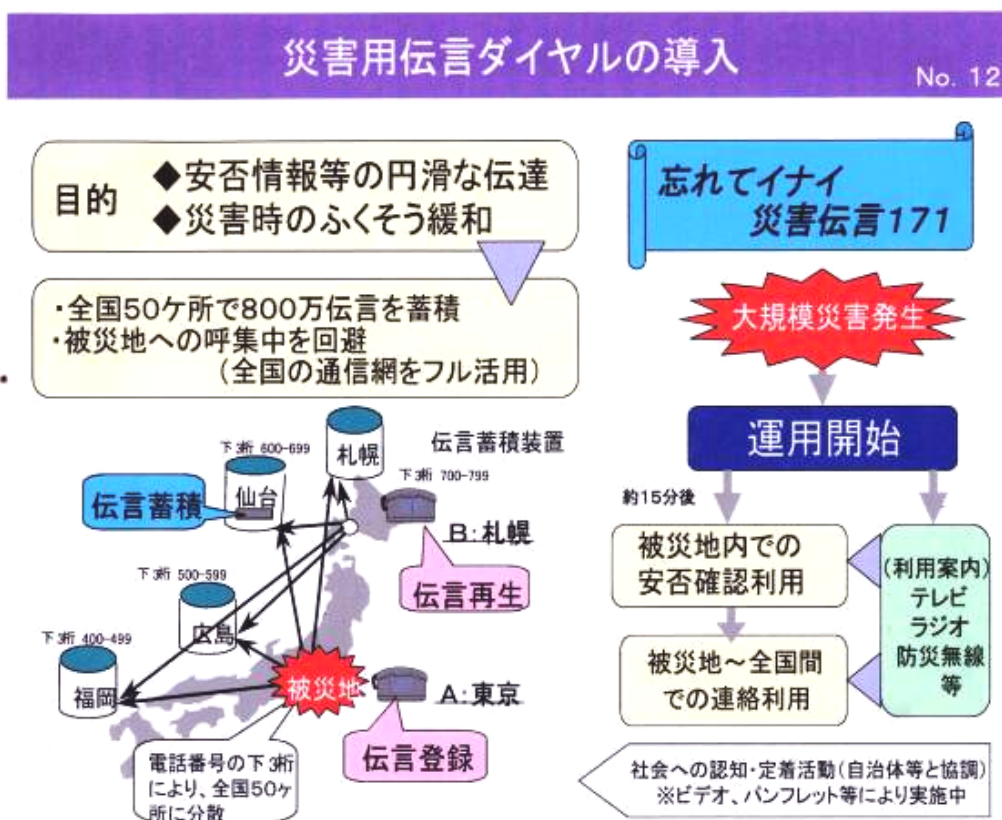 災害用伝言ダイヤルの導入
No. 12
目的
◆安否情報等の円滑な伝達
◆災害時のふくそう緩和
・全国50ケ所で800万伝言を蓄積
・被災地への呼集中を回避
(全国の通信網をフル活用)
忘れてイナイ
災害伝言171
大規模災害発生
運用開始
約15分後
被災地内での
安否確認利用
被災地～全国間
での連絡利用
(利用案内)
テレビ
ラジオ
防災無線
等
社会への認知・定着活動(自治体等と協調)
※ビデオ、パンフレット等により実施中
伝言蓄積装置
札幌
下3桁 700-799
下3桁 600-699
仙台
伝言蓄積
B:札幌
伝言再生
下3桁 500-599
広島
下3桁 400-499
福岡
被災地
A:東京
伝言登録
電話番号の下3桁
により、全国50ヶ
所に分散